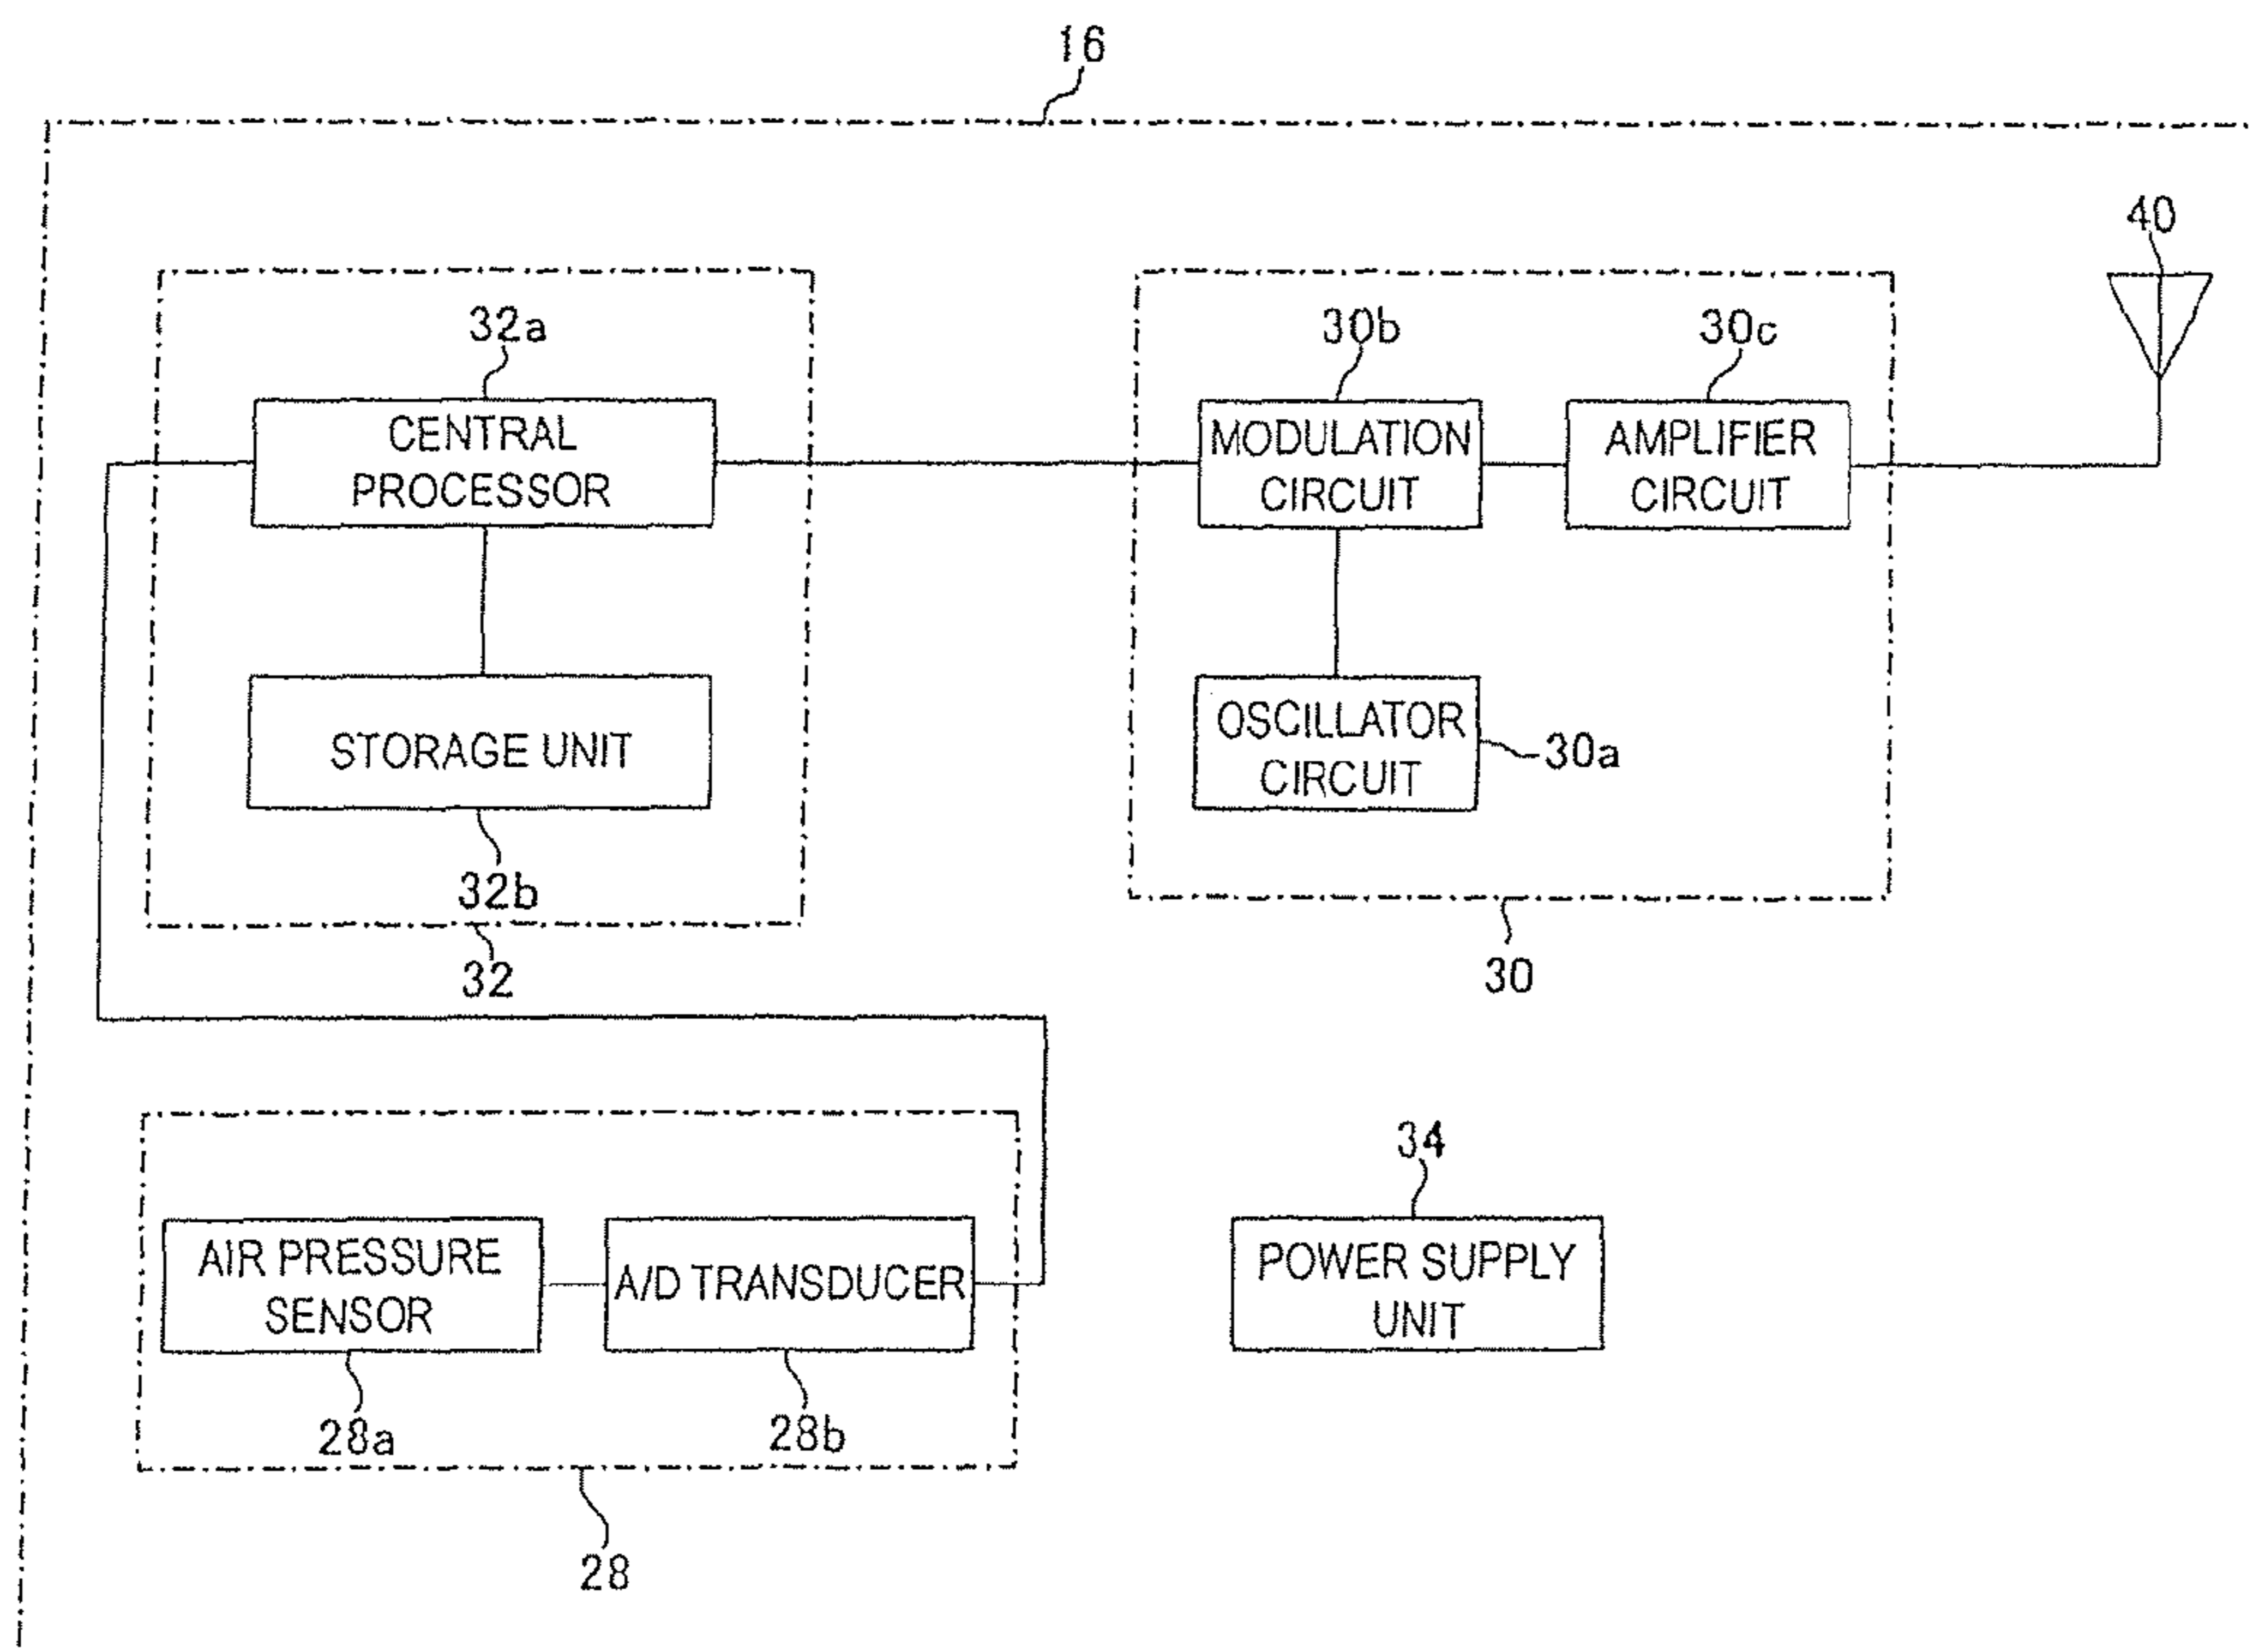 16
40
32a
30b
30c
CENTRAL
PROCESSOR
MODULATION
CIRCUIT
AMPLIFIER
CIRCUIT
STORAGE UNIT
OSCILLATOR
CIRCUIT
30a
32b
32
30
34
AIR PRESSURE
SENSOR
A/D TRANSDUCER
POWER SUPPLY
UNIT
28a
28b
28